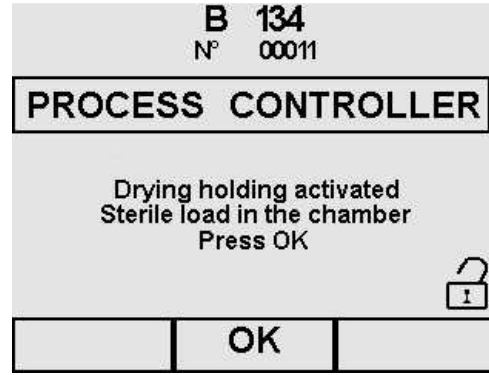 B 134
N° 00011
PROCESS CONTROLLER
Drying holding activated
Sterile load in the chamber
Press OK
OK